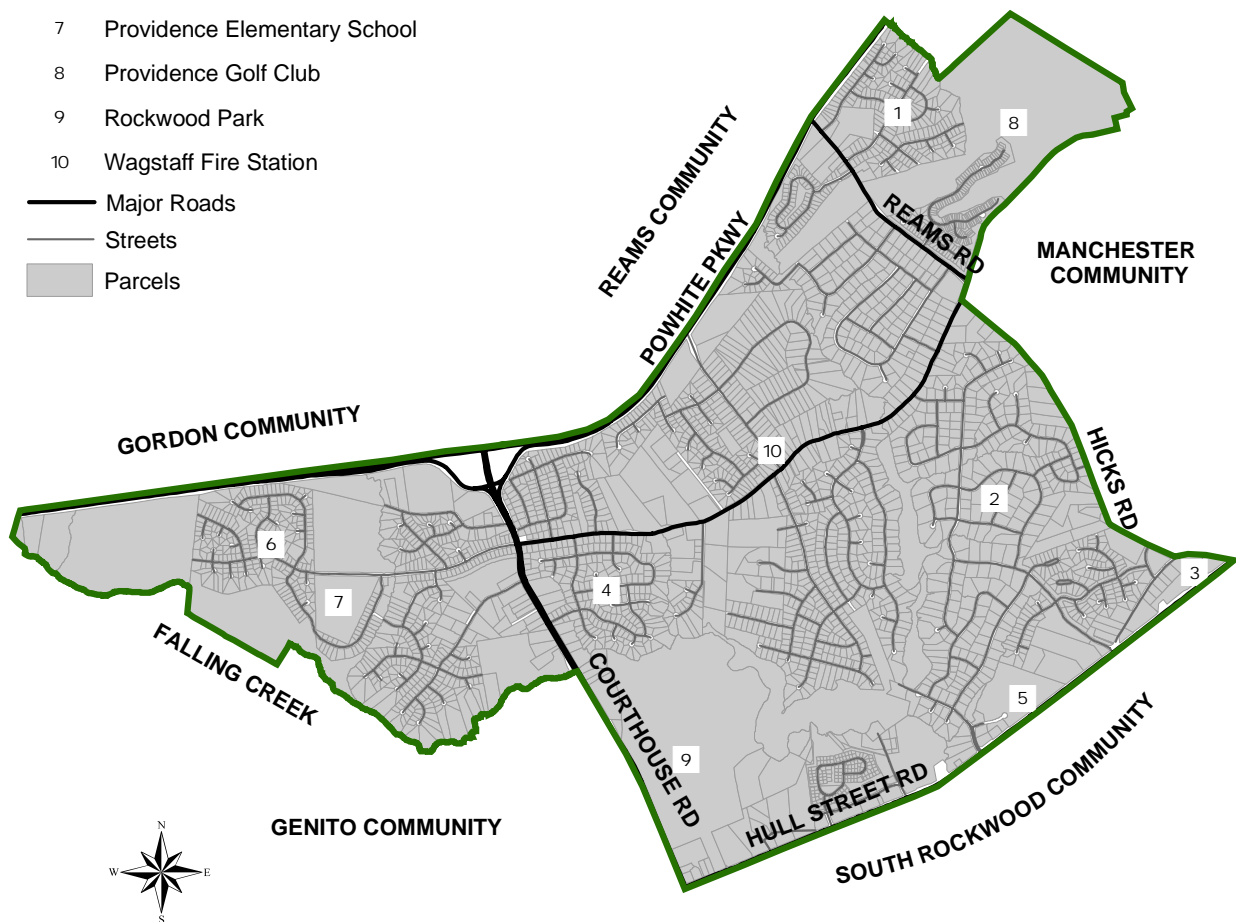 7 Providence Elementary School
8 Providence Golf Club
9 Rockwood Park
10 Wagstaff Fire Station
Major Roads
Streets
Parcels
1
8
REAMS COMMUNITY
REAMS RD
MANCHESTER
COMMUNITY
POWHITE PKWY
GORDON COMMUNITY
10
HICKS RD
2
6
3
4
7
FALLING CREEK
COURTHOUSE RD
5
9
HULL STREET RD
SOUTH ROCKWOOD COMMUNITY
GENITO COMMUNITY
N
W E
S